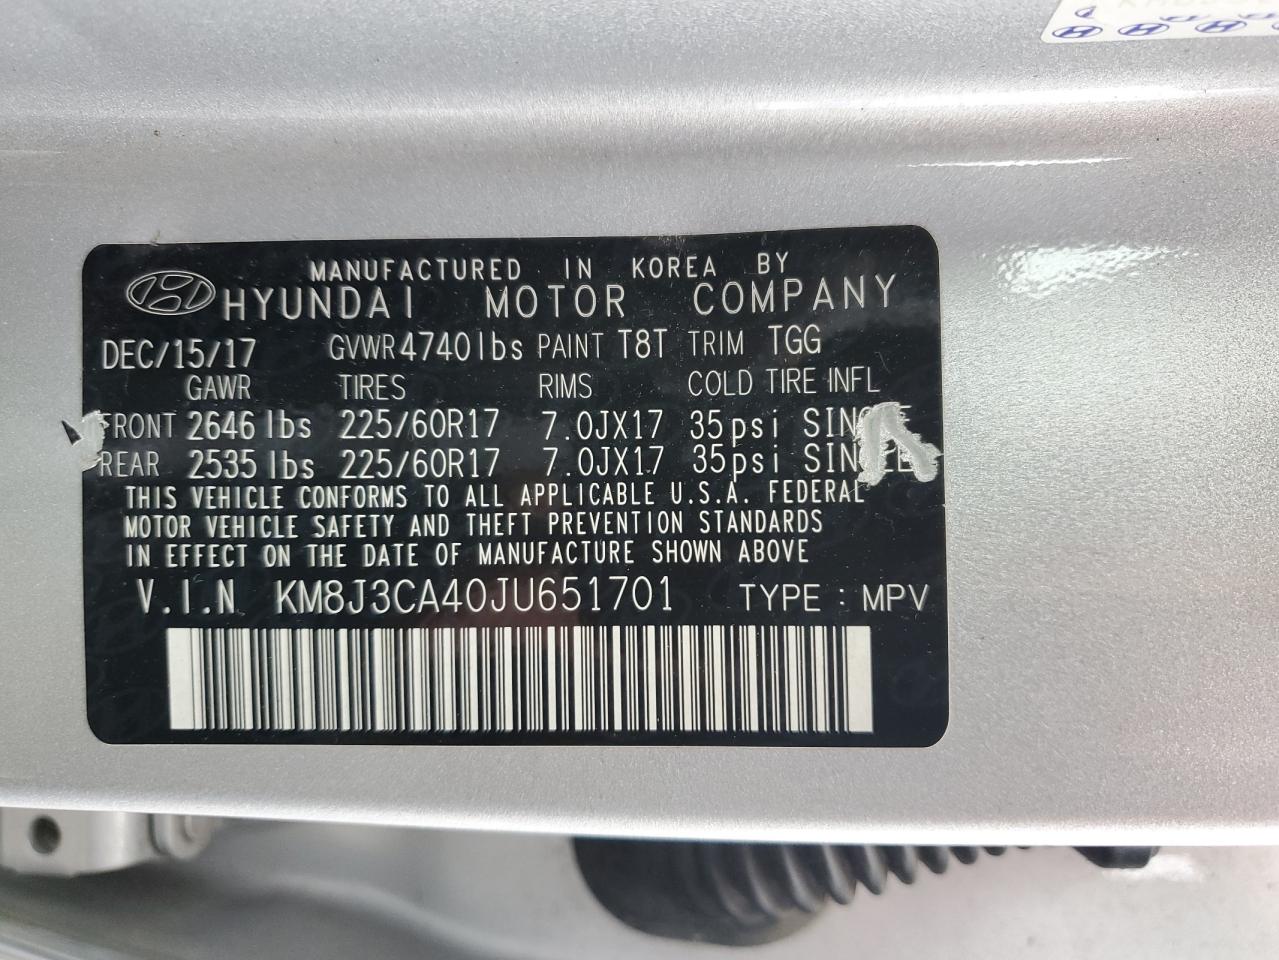 MANUFACTURED IN KOREA BY
HYUNDAI MOTOR COMPANY
DEC/15/17 GVWR 4740lbs PAINT T8T TRIM TGG
GAWR TIRES RIMS COLD TIRE INFL
FRONT 2646 lbs 225/60R17 7.0JX17 35psi SINGLE
REAR 2535 lbs 225/60R17 7.0JX17 35psi SINGLE
THIS VEHICLE CONFORMS TO ALL APPLICABLE U.S.A. FEDERAL
MOTOR VEHICLE SAFETY AND THEFT PREVENTION STANDARDS
IN EFFECT ON THE DATE OF MANUFACTURE SHOWN ABOVE
V.I.N KM8J3CA40JU651701 TYPE : MPV